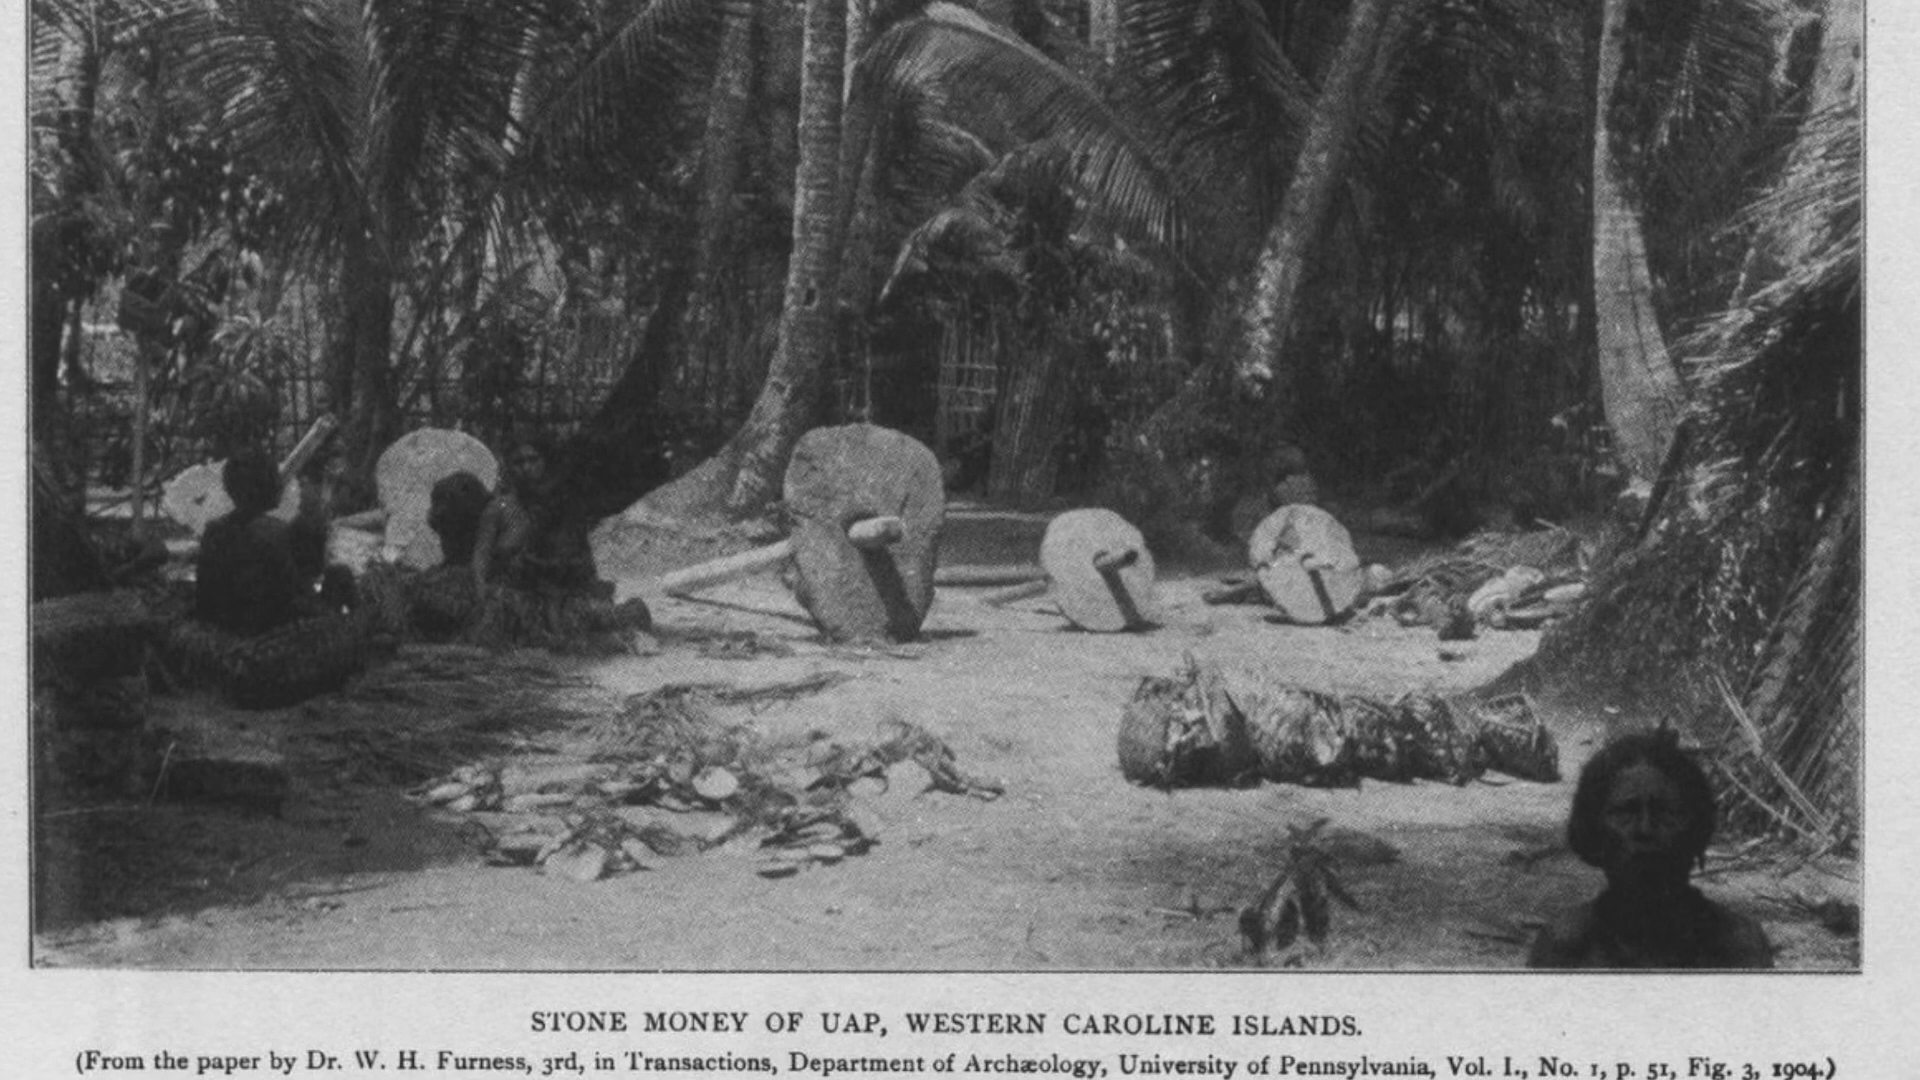 STONE MONEY OF UAP, WESTERN CAROLINE ISLANDS.
(From the paper by Dr. W. H. Furness, 3rd, in Transactions, Department of Archæology, University of Pennsylvania, Vol. I., No. 1, p. 51, Fig. 3, 1904.)